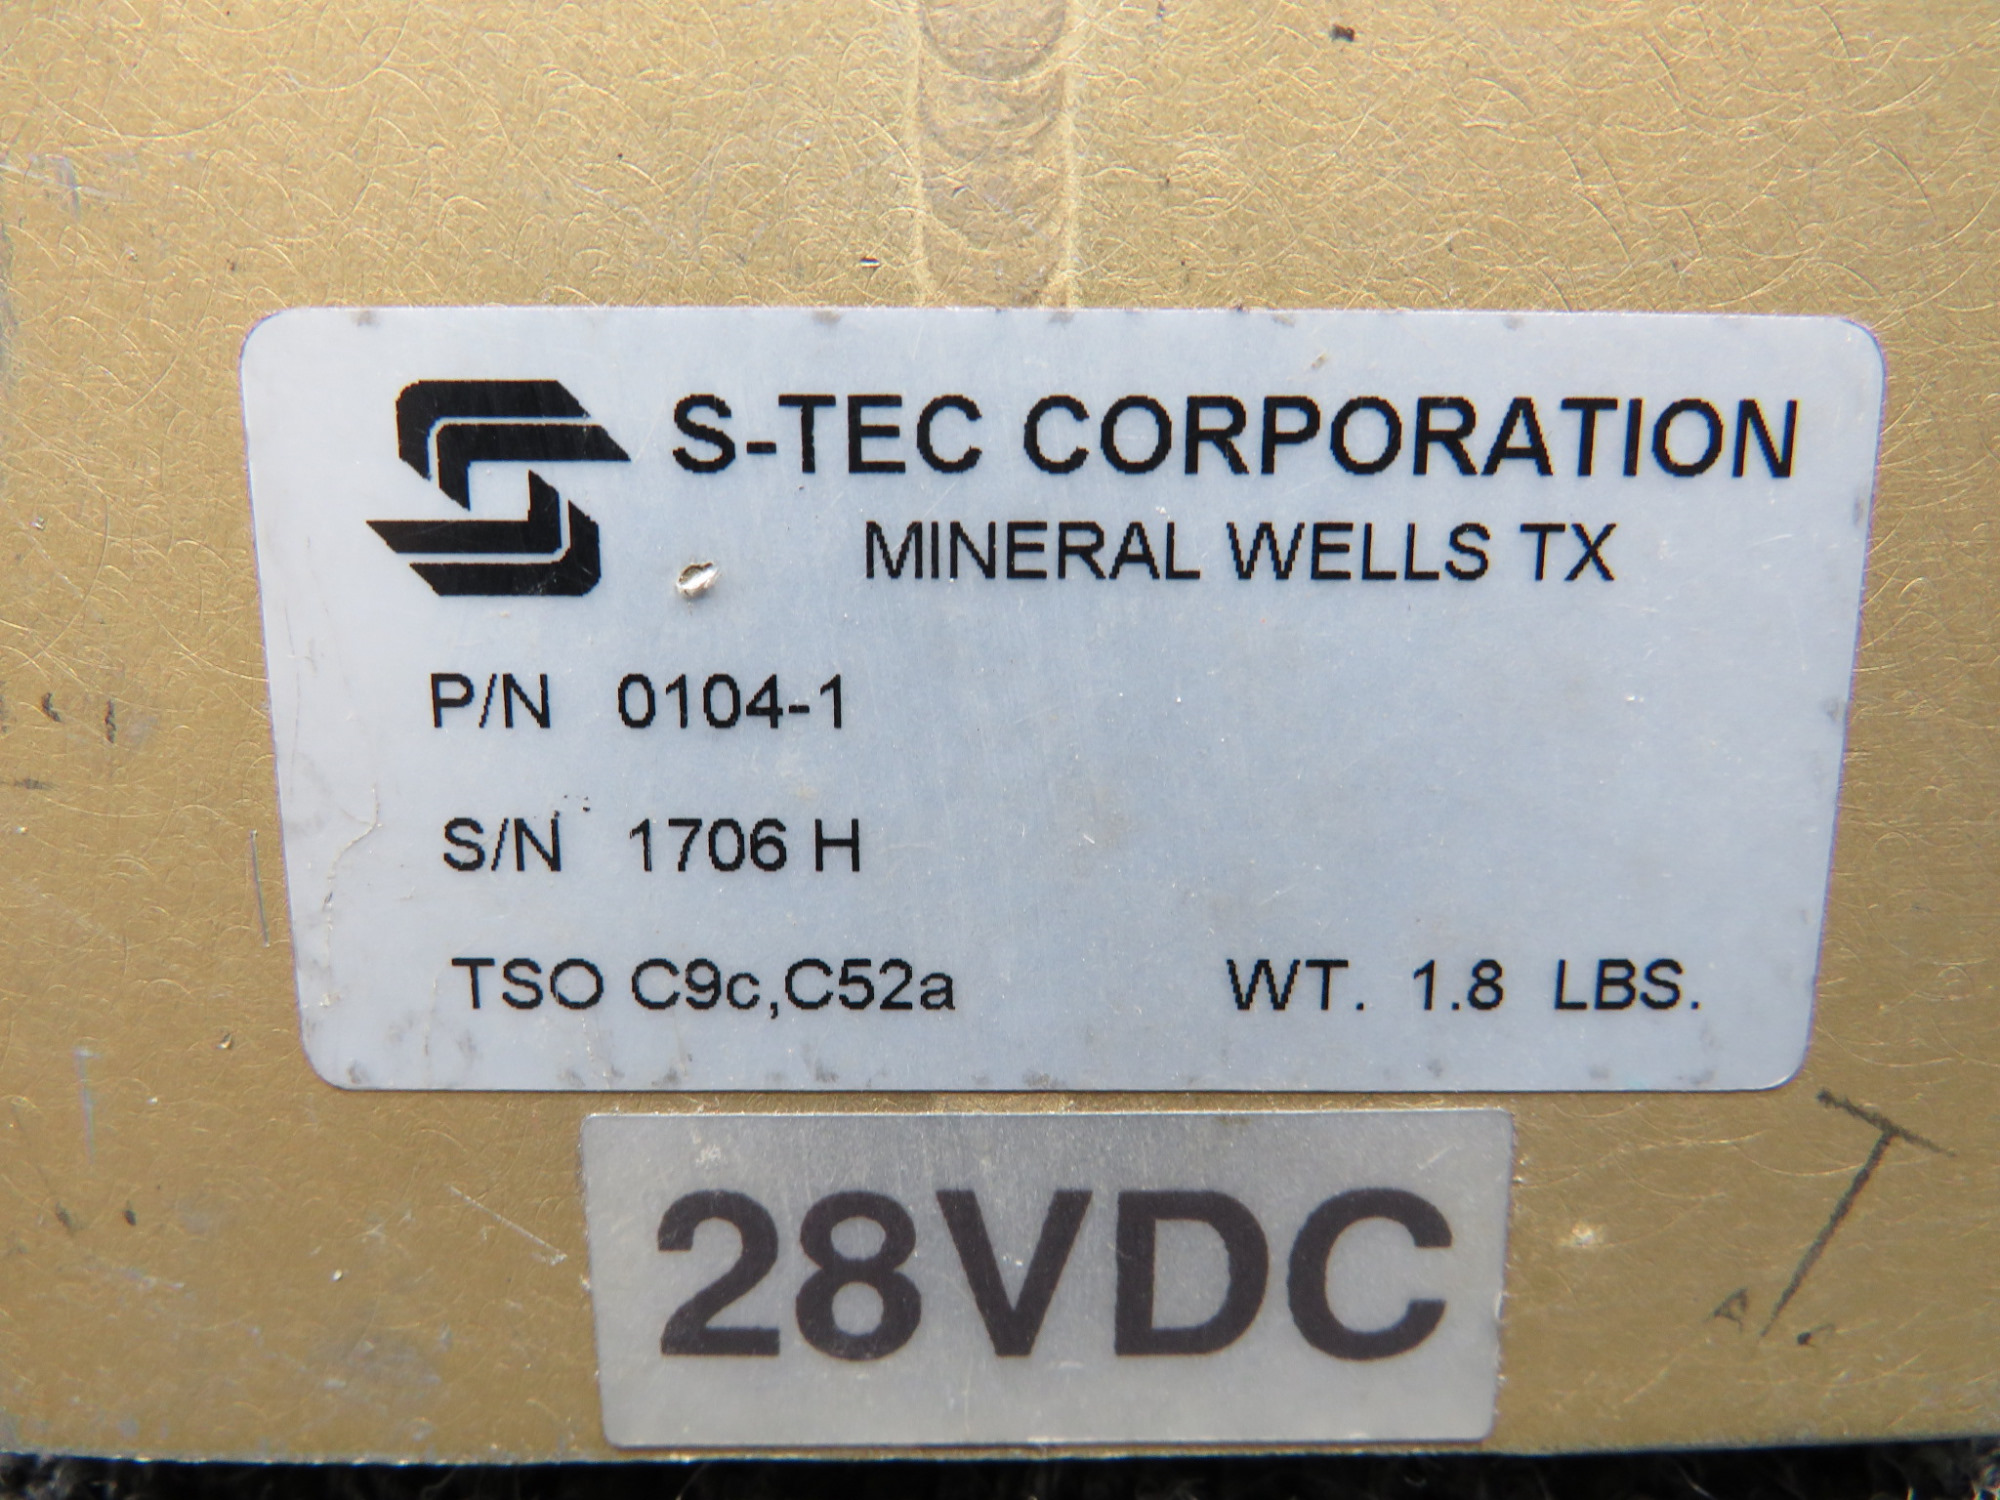 S-TEC CORPORATION
MINERAL WELLS TX
P/N 0104-1
S/N 1706 H
TSO C9c,C52a WT. 1.8 LBS.
28VDC